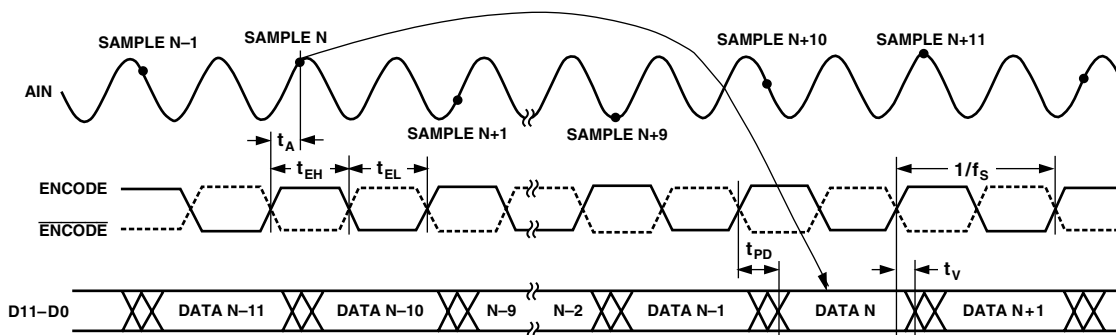 SAMPLE N–1
SAMPLE N
SAMPLE N+10
SAMPLE N+11
AIN
SAMPLE N+1
SAMPLE N+9
tA
tEH
tEL
1/fS
ENCODE
ENCODE
tPD
tV
D11–D0
DATA N–11
DATA N–10
N–9
N–2
DATA N–1
DATA N
DATA N+1